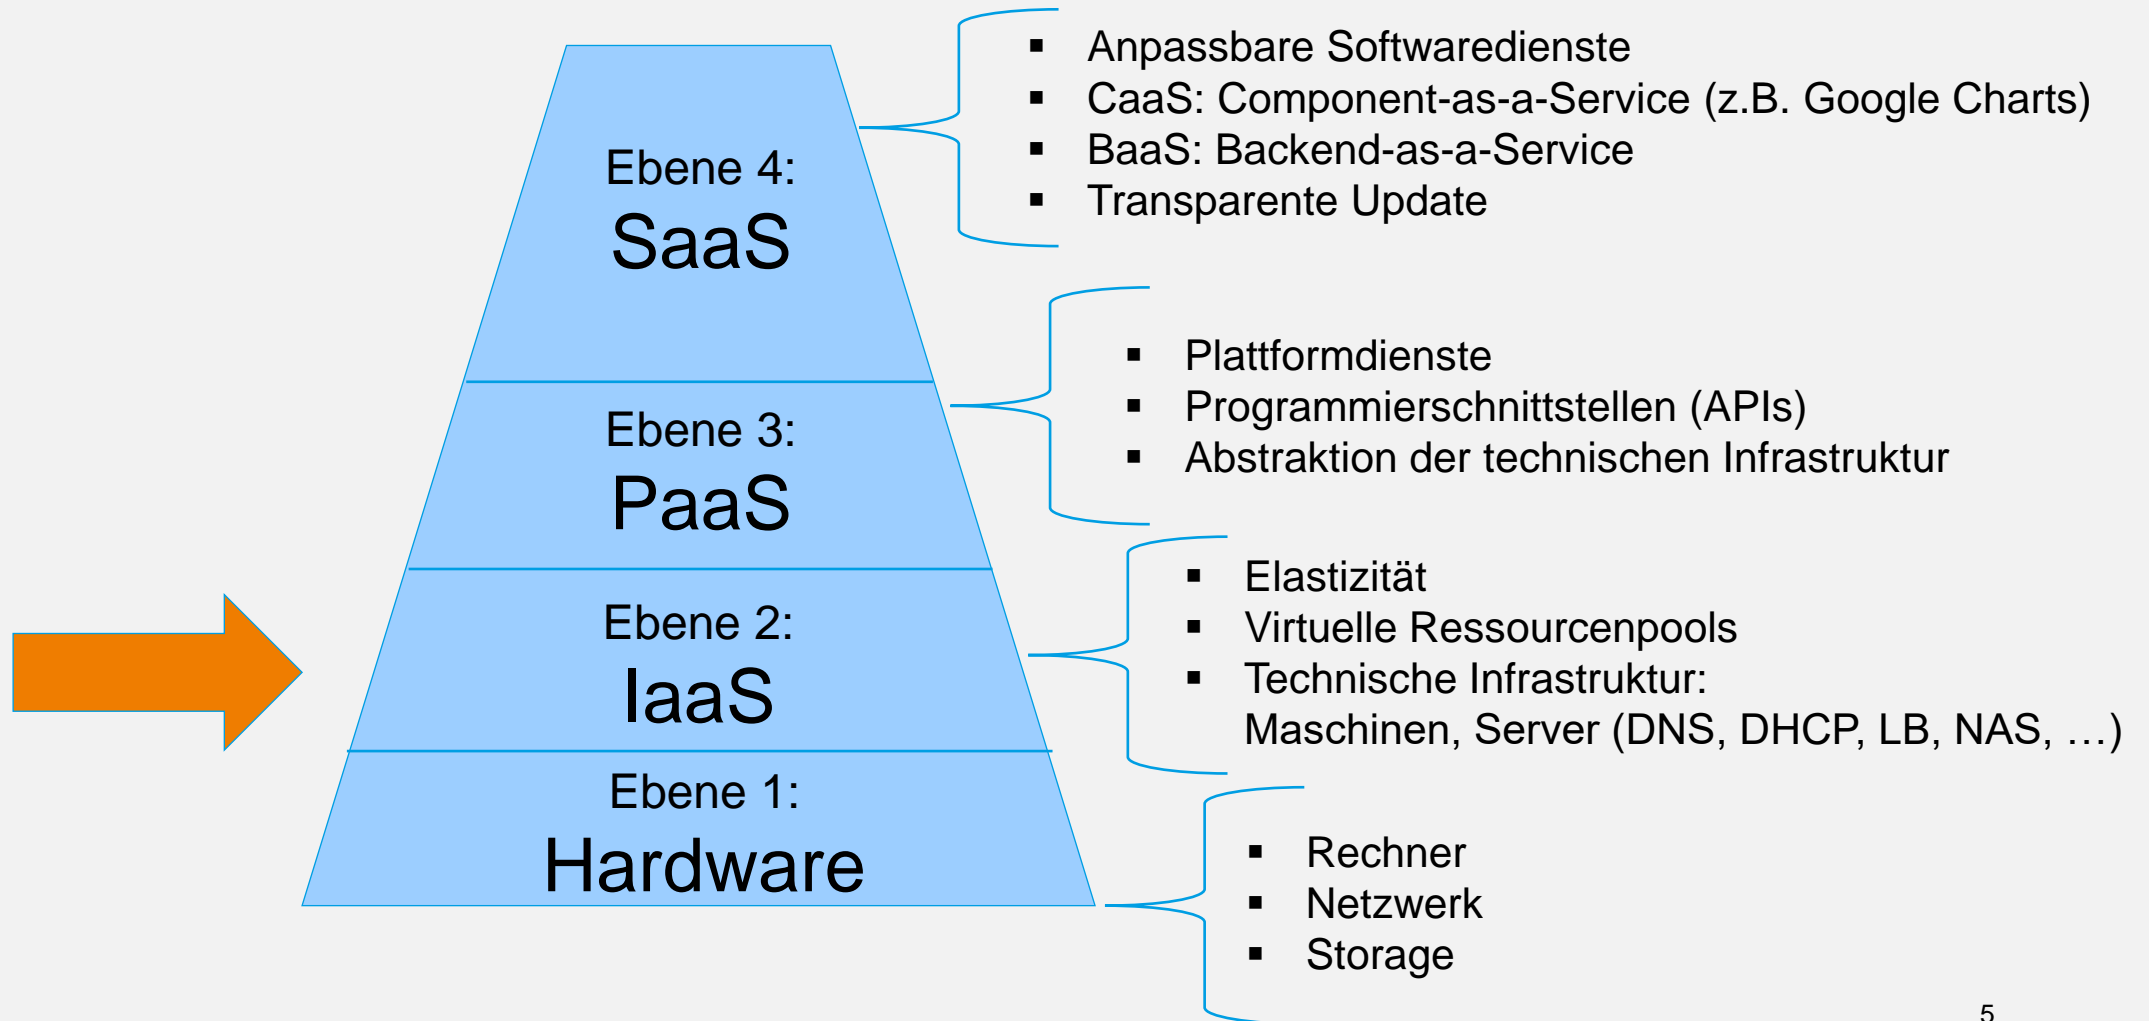 Ebene 4:
SaaS
▪ Anpassbare Softwaredienste
▪ CaaS: Component-as-a-Service (z.B. Google Charts)
▪ BaaS: Backend-as-a-Service
▪ Transparente Update
Ebene 3:
PaaS
▪ Plattformdienste
▪ Programmierschnittstellen (APIs)
▪ Abstraktion der technischen Infrastruktur
Ebene 2:
IaaS
▪ Elastizität
▪ Virtuelle Ressourcenpools
▪ Technische Infrastruktur:
Maschinen, Server (DNS, DHCP, LB, NAS, …)
Ebene 1:
Hardware
▪ Rechner
▪ Netzwerk
▪ Storage
5